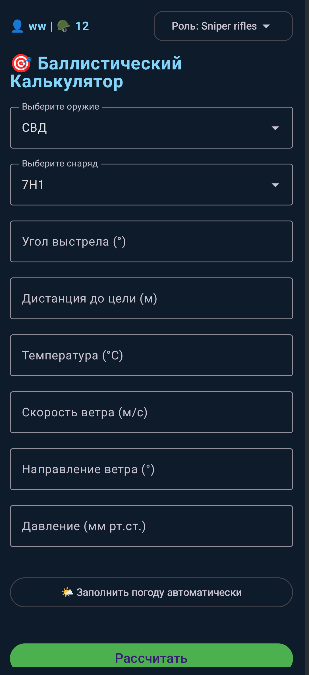 👤 ww | 🪖 12
Роль: Sniper rifles
🎯 Баллистический
Калькулятор
Выберите оружие
СВД
Выберите снаряд
7Н1
Угол выстрела (°)
Дистанция до цели (м)
Температура (°C)
Скорость ветра (м/с)
Направление ветра (°)
Давление (мм рт.ст.)
🌤️ Заполнить погоду автоматически
Рассчитать